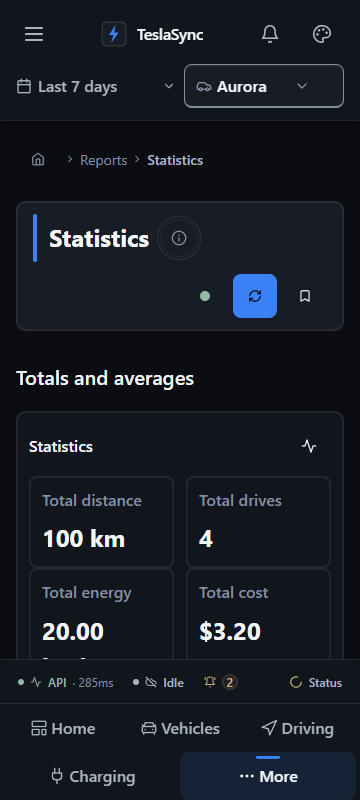 TeslaSync
Last 7 days
Aurora
Reports
Statistics
Statistics
Totals and averages
Statistics
Total distance
Total drives
100 km
4
Total energy
Total cost
20.00
$3.20
API · 285ms
Idle
2
Status
Home
Vehicles
Driving
Charging
More